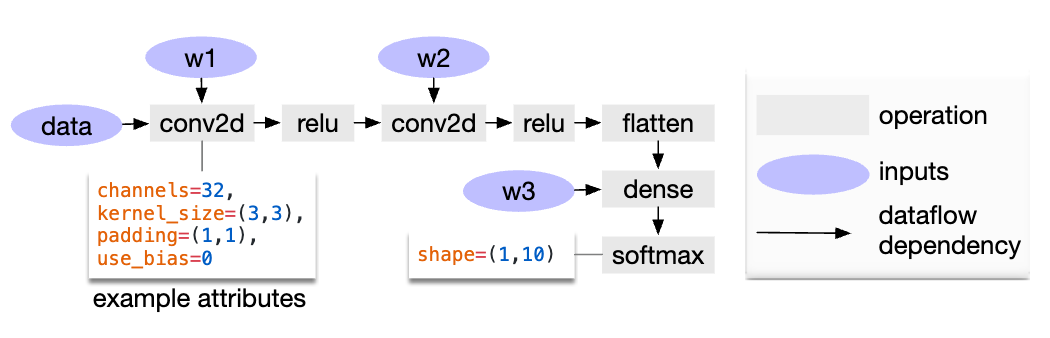 w1
w2
data
conv2d
relu
conv2d
relu
flatten
w3
dense
softmax
channels=32,
kernel_size=(3,3),
padding=(1,1),
use_bias=0
example attributes
shape=(1,10)
operation
inputs
dataflow
dependency